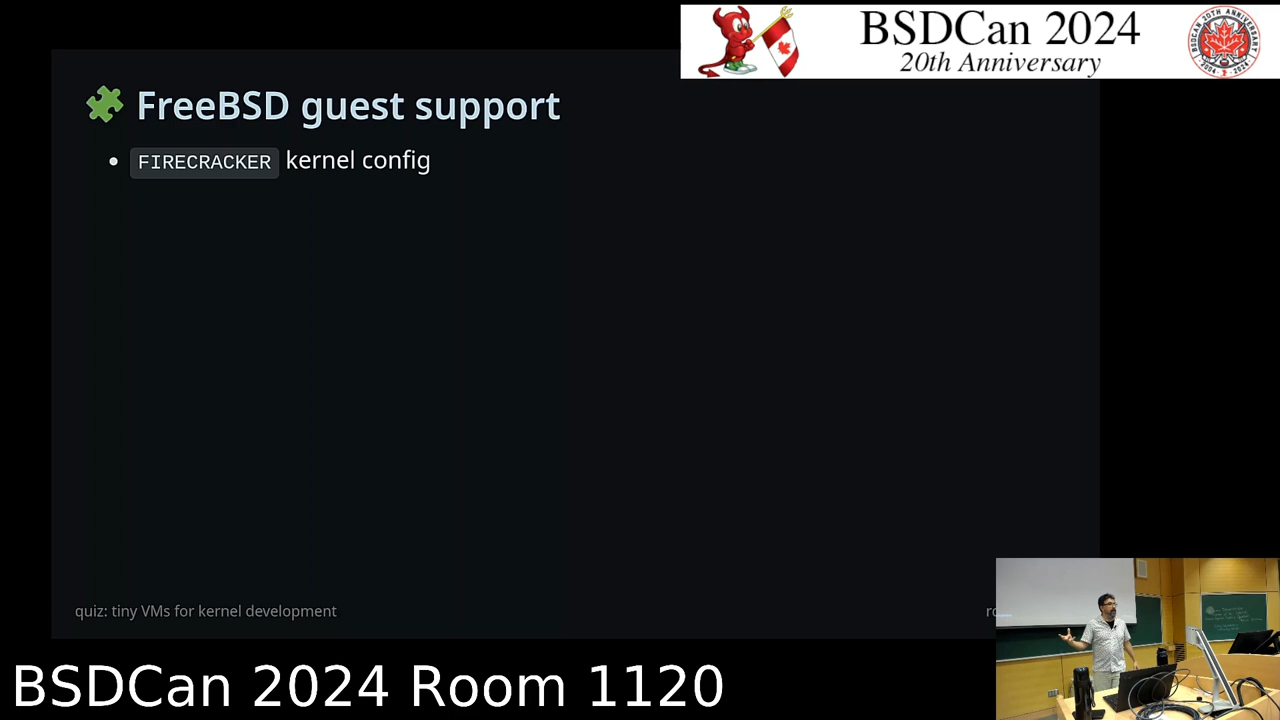 BSDCan 2024
20th Anniversary
FreeBSD guest support
FIRECRACKER kernel config
quiz: tiny VMs for kernel development
BSDCan 2024 Room 1120